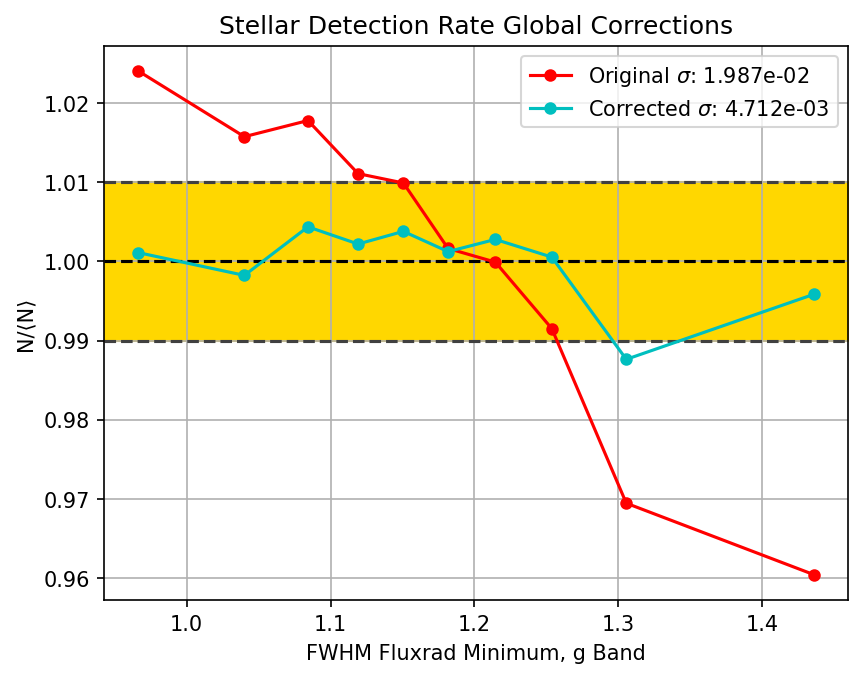 Stellar Detection Rate Global Corrections
Original σ: 1.987e-02
Corrected σ: 4.712e-03
N/⟨N⟩
1.02
1.01
1.00
0.99
0.98
0.97
0.96
1.0 1.1 1.2 1.3 1.4
FWHM Fluxrad Minimum, g Band